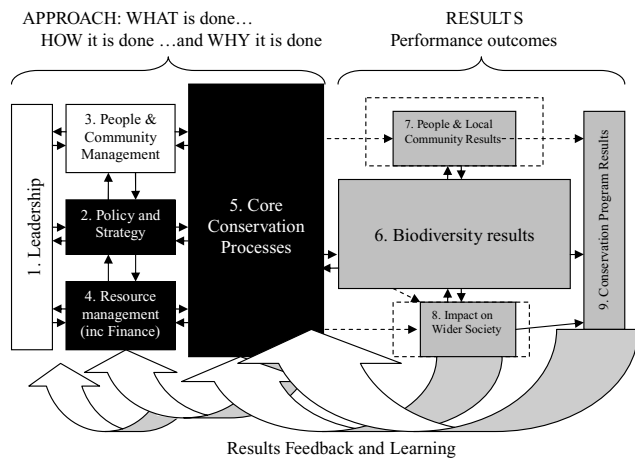 APPROACH: WHAT is done…
HOW it is done …and WHY it is done
RESULTS
Performance outcomes
1. Leadership
3. People &
Community
Management
2. Policy and
Strategy
4. Resource
management
(inc Finance)
5. Core
Conservation
Processes
7. People & Local
Community Results
6. Biodiversity results
8. Impact on
Wider Society
9. Conservation Program Results
Results Feedback and Learning